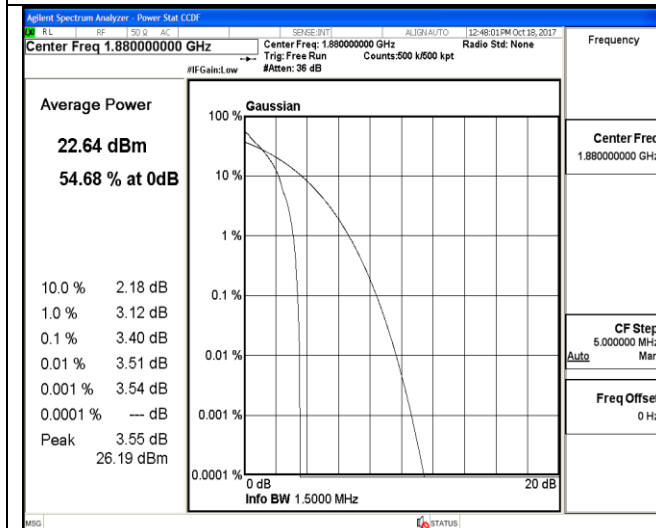 Agilent Spectrum Analyzer - Power Stat CCDF
RL RF 50 Ω AC SENSE:INT ALIGNAUTO 12:48:01 PM Oct 18, 2017
Center Freq 1.880000000 GHz
Center Freq: 1.880000000 GHz Radio Std: None
Trig: Free Run Counts:500 k/500 kpt
#IFGain:Low #Atten: 36 dB
Frequency
Average Power
22.64 dBm
54.68 % at 0dB
10.0 % 2.18 dB
1.0 % 3.12 dB
0.1 % 3.40 dB
0.01 % 3.51 dB
0.001 % 3.54 dB
0.0001 % --- dB
Peak 3.55 dB
26.19 dBm
Gaussian
100 %
10 %
1 %
0.1 %
0.01 %
0.001 %
0.0001 %
0 dB 20 dB
Info BW 1.5000 MHz
Center Freq
1.880000000 GHz
CF Step
5.000000 MHz
Auto Man
Freq Offset
0 Hz
MSG STATUS